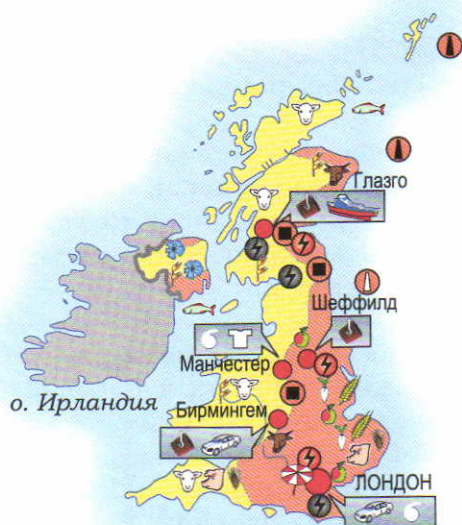 Глазго
Шеффилд
Манчестер
о. Ирландия
Бирмингем
ЛОНДОН